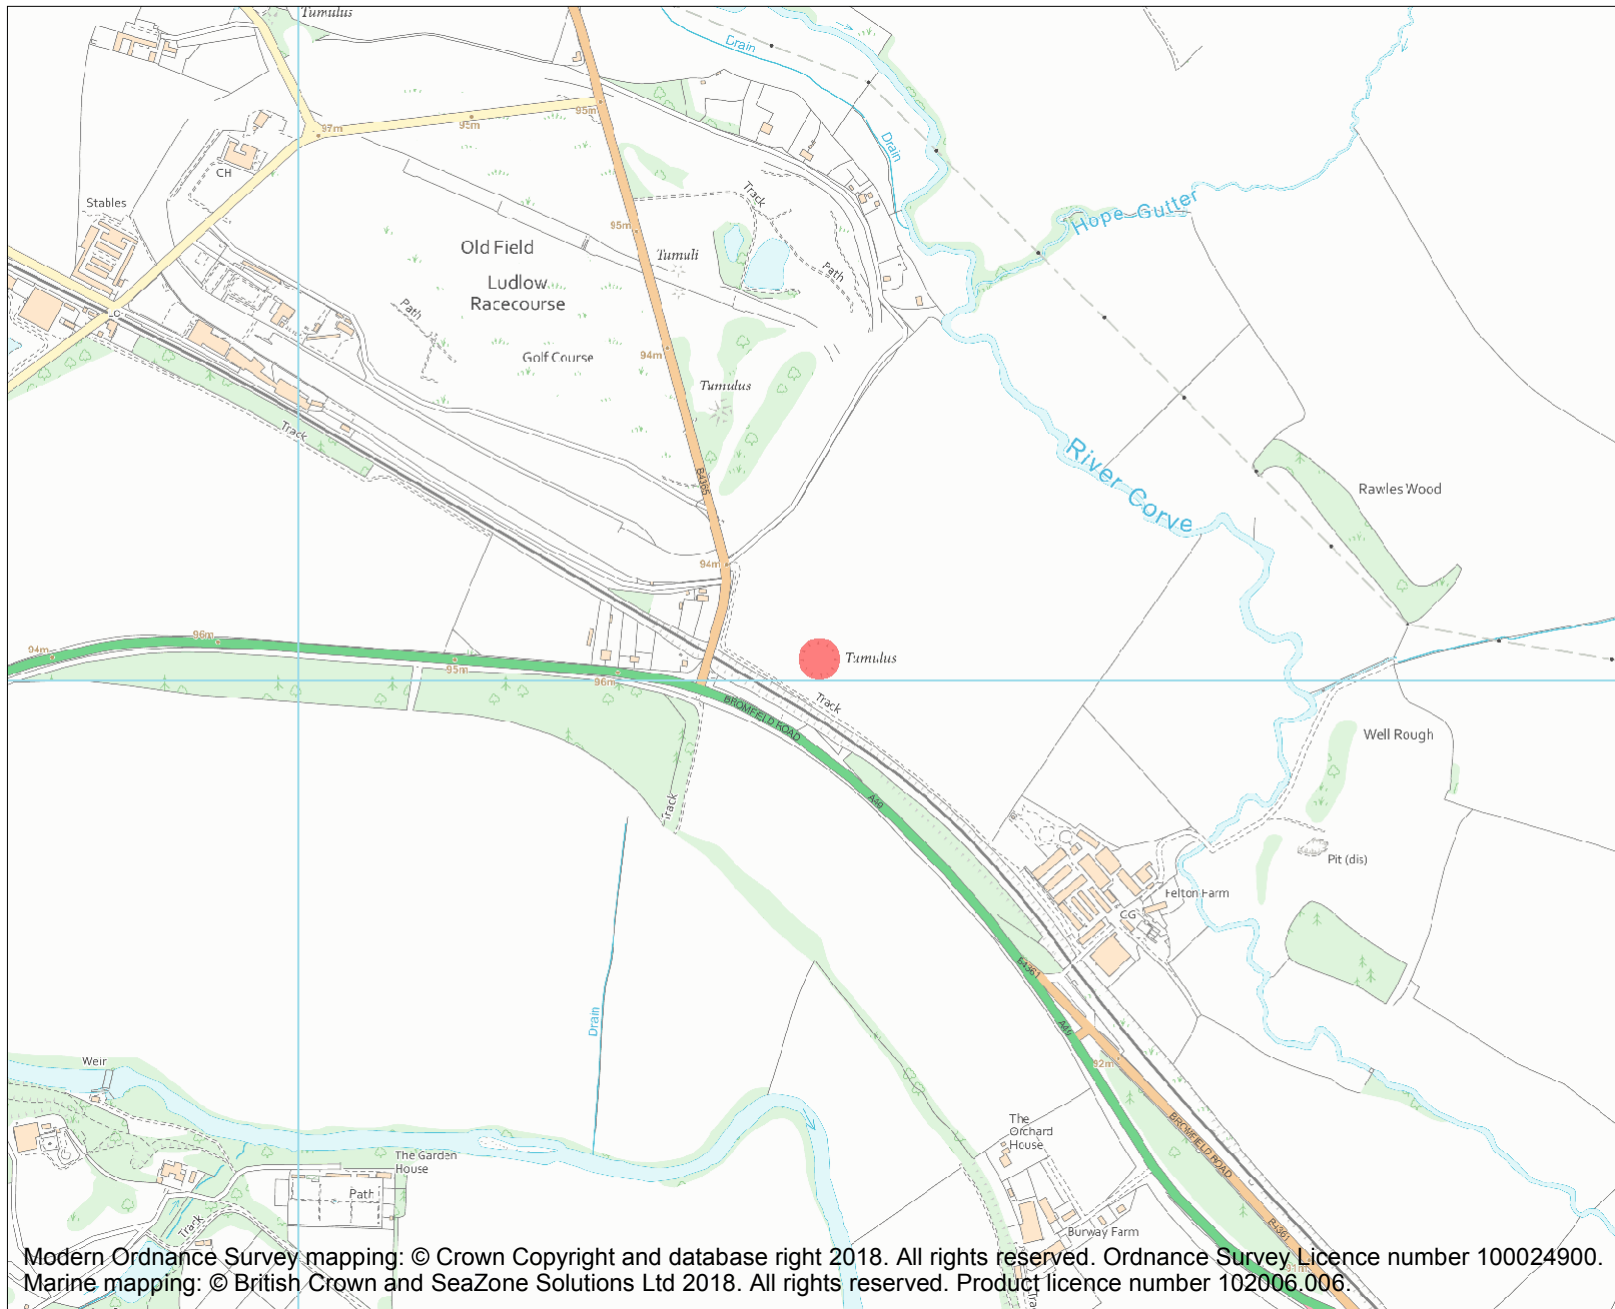 Tumulus
Drain
95m
97m
95m
Drain
CH
Track
Stables
Hope Gutter
95m
Old Field
Tumuli
Path
Ludlow
Racecourse
Path
LC
Golf Course
94m
Tumulus
Track
River Corve
B4365
Rawles Wood
94m
96m
94m
95m
96m
Tumulus
Track
BROMFIELD ROAD
Well Rough
A49
Track
Pit (dis)
Felton Farm
CG
B4361
Drain
A49
Weir
92m
The
Orchard
House
BROMFIELD ROAD
The Garden
House
Path
Track
Burway Farm
B4361
91m
Modern Ordnance Survey mapping: © Crown Copyright and database right 2018. All rights reserved. Ordnance Survey Licence number 100024900.
Marine mapping: © British Crown and SeaZone Solutions Ltd 2018. All rights reserved. Product licence number 102006.006.